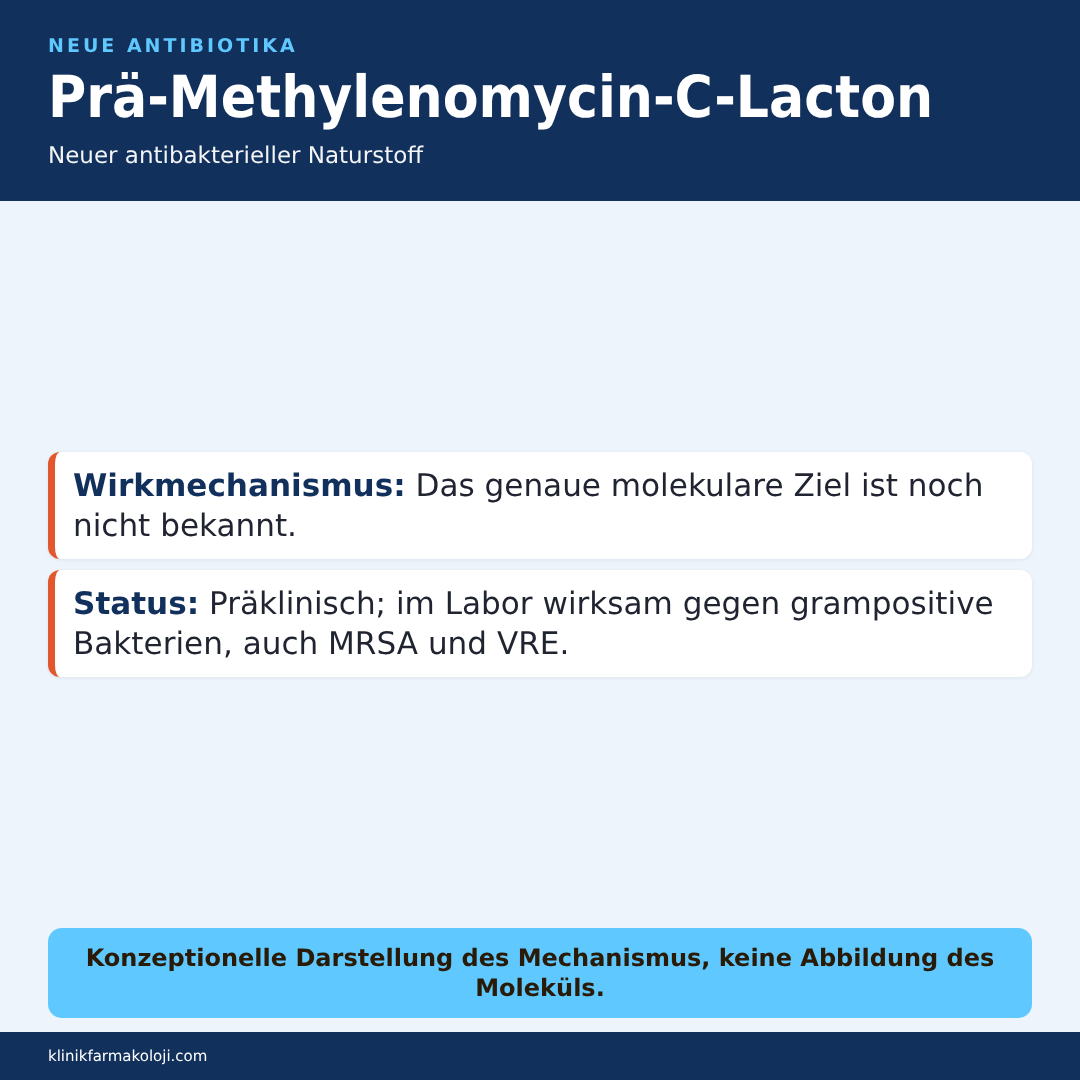 NEUE ANTIBIOTIKA
Prä-Methylenomycin-C-Lacton
Neuer antibakterieller Naturstoff
Wirkmechanismus: Das genaue molekulare Ziel ist noch
nicht bekannt.
Status: Präklinisch; im Labor wirksam gegen grampositive
Bakterien, auch MRSA und VRE.
Konzeptionelle Darstellung des Mechanismus, keine Abbildung des
Moleküls.
klinikfarmakoloji.com